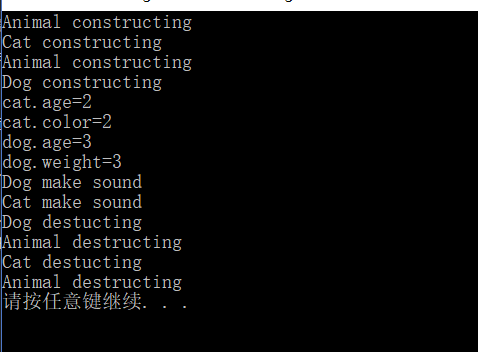 Animal constructing
Cat constructing
Animal constructing
Dog constructing
cat.age=2
cat.color=2
dog.age=3
dog.weight=3
Dog make sound
Cat make sound
Dog destucting
Animal destructing
Cat destucting
Animal destructing
请按任意键继续. . .